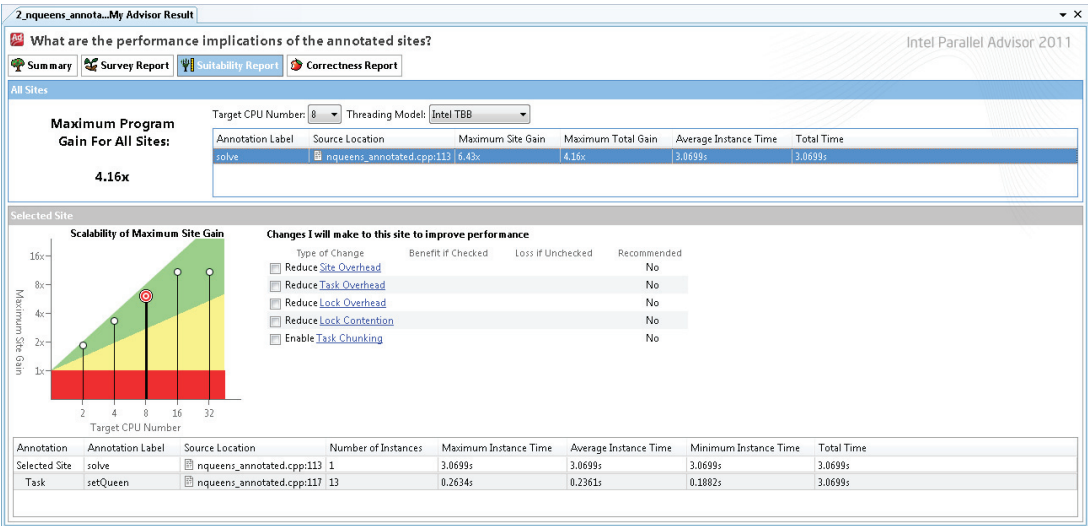 2_nqueens_annota...My Advisor Result
What are the performance implications of the annotated sites?
Intel Parallel Advisor 2011
Summary Survey Report Suitability Report Correctness Report
All Sites
Maximum Program Gain For All Sites:
4.16x
Target CPU Number: 8 Threading Model: Intel TBB
Annotation Label Source Location Maximum Site Gain Maximum Total Gain Average Instance Time Total Time
solve nqueens_annotated.cpp:113 6.43x 4.16x 3.0699s 3.0699s
Selected Site
Scalability of Maximum Site Gain
Maximum Site Gain
16x
8x
4x
2x
1x
2 4 8 16 32
Target CPU Number
Changes I will make to this site to improve performance
Type of Change Benefit if Checked Loss if Unchecked Recommended
Reduce Site Overhead No
Reduce Task Overhead No
Reduce Lock Overhead No
Reduce Lock Contention No
Enable Task Chunking No
Annotation Annotation Label Source Location Number of Instances Maximum Instance Time Average Instance Time Minimum Instance Time Total Time
Selected Site solve nqueens_annotated.cpp:113 1 3.0699s 3.0699s 3.0699s 3.0699s
Task setQueen nqueens_annotated.cpp:117 13 0.2634s 0.2361s 0.1882s 3.0699s